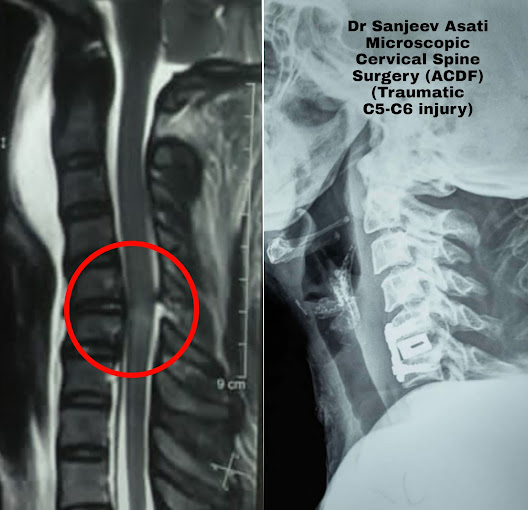 Dr Sanjeev Asati
Microscopic
Cervical Spine
Surgery (ACDF)
(Traumatic
C5-C6 injury)
9 cm